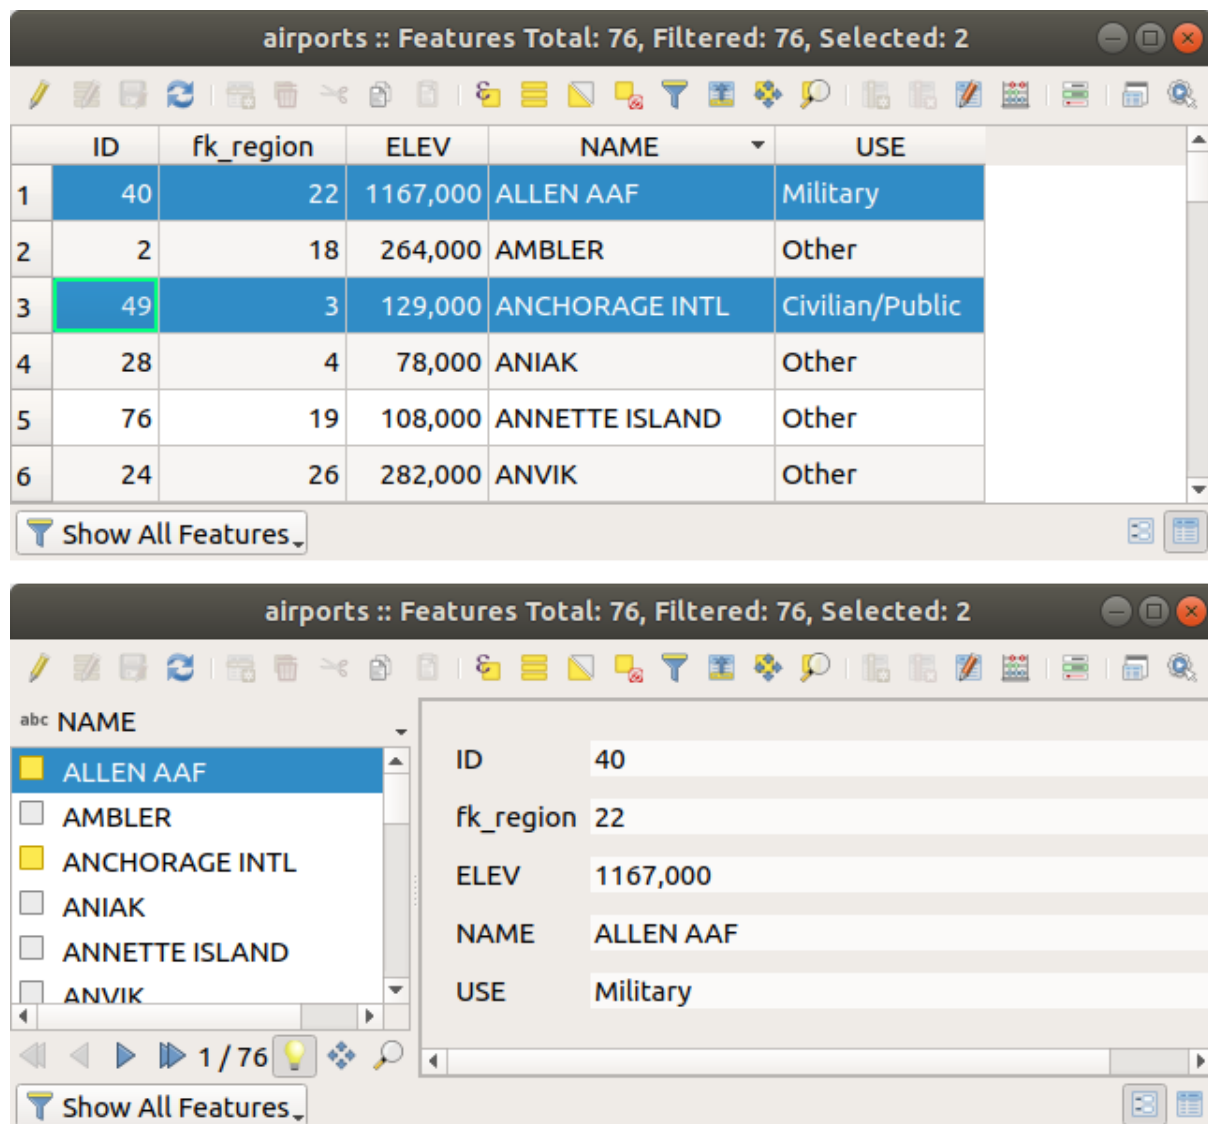 airports :: Features Total: 76, Filtered: 76, Selected: 2
ID fk_region ELEV NAME USE
1 40 22 1167,000 ALLEN AAF Military
2 2 18 264,000 AMBLER Other
3 49 3 129,000 ANCHORAGE INTL Civilian/Public
4 28 4 78,000 ANIAK Other
5 76 19 108,000 ANNETTE ISLAND Other
6 24 26 282,000 ANVIK Other
Show All Features
airports :: Features Total: 76, Filtered: 76, Selected: 2
abc NAME
ALLEN AAF
AMBLER
ANCHORAGE INTL
ANIAK
ANNETTE ISLAND
ANVIK
1 / 76
ID 40
fk_region 22
ELEV 1167,000
NAME ALLEN AAF
USE Military
Show All Features